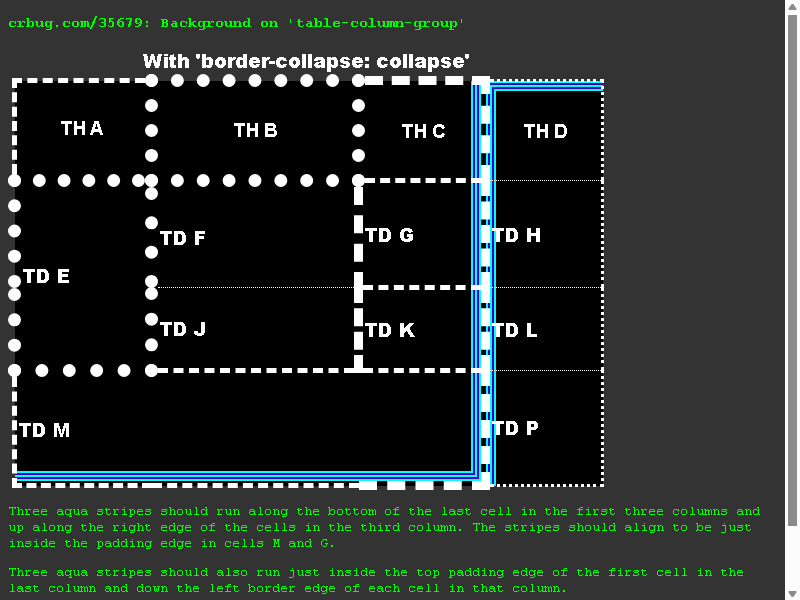 crbug.com/35679: Background on 'table-column-group'
With 'border-collapse: collapse'
TH A TH B TH C TH D
TD F TD G TD H
TD E
TD J TD K TD L
TD M TD P
Three aqua stripes should run along the bottom of the last cell in the first three columns and
up along the right edge of the cells in the third column. The stripes should align to be just
inside the padding edge in cells M and G.
Three aqua stripes should also run just inside the top padding edge of the first cell in the
last column and down the left border edge of each cell in that column.